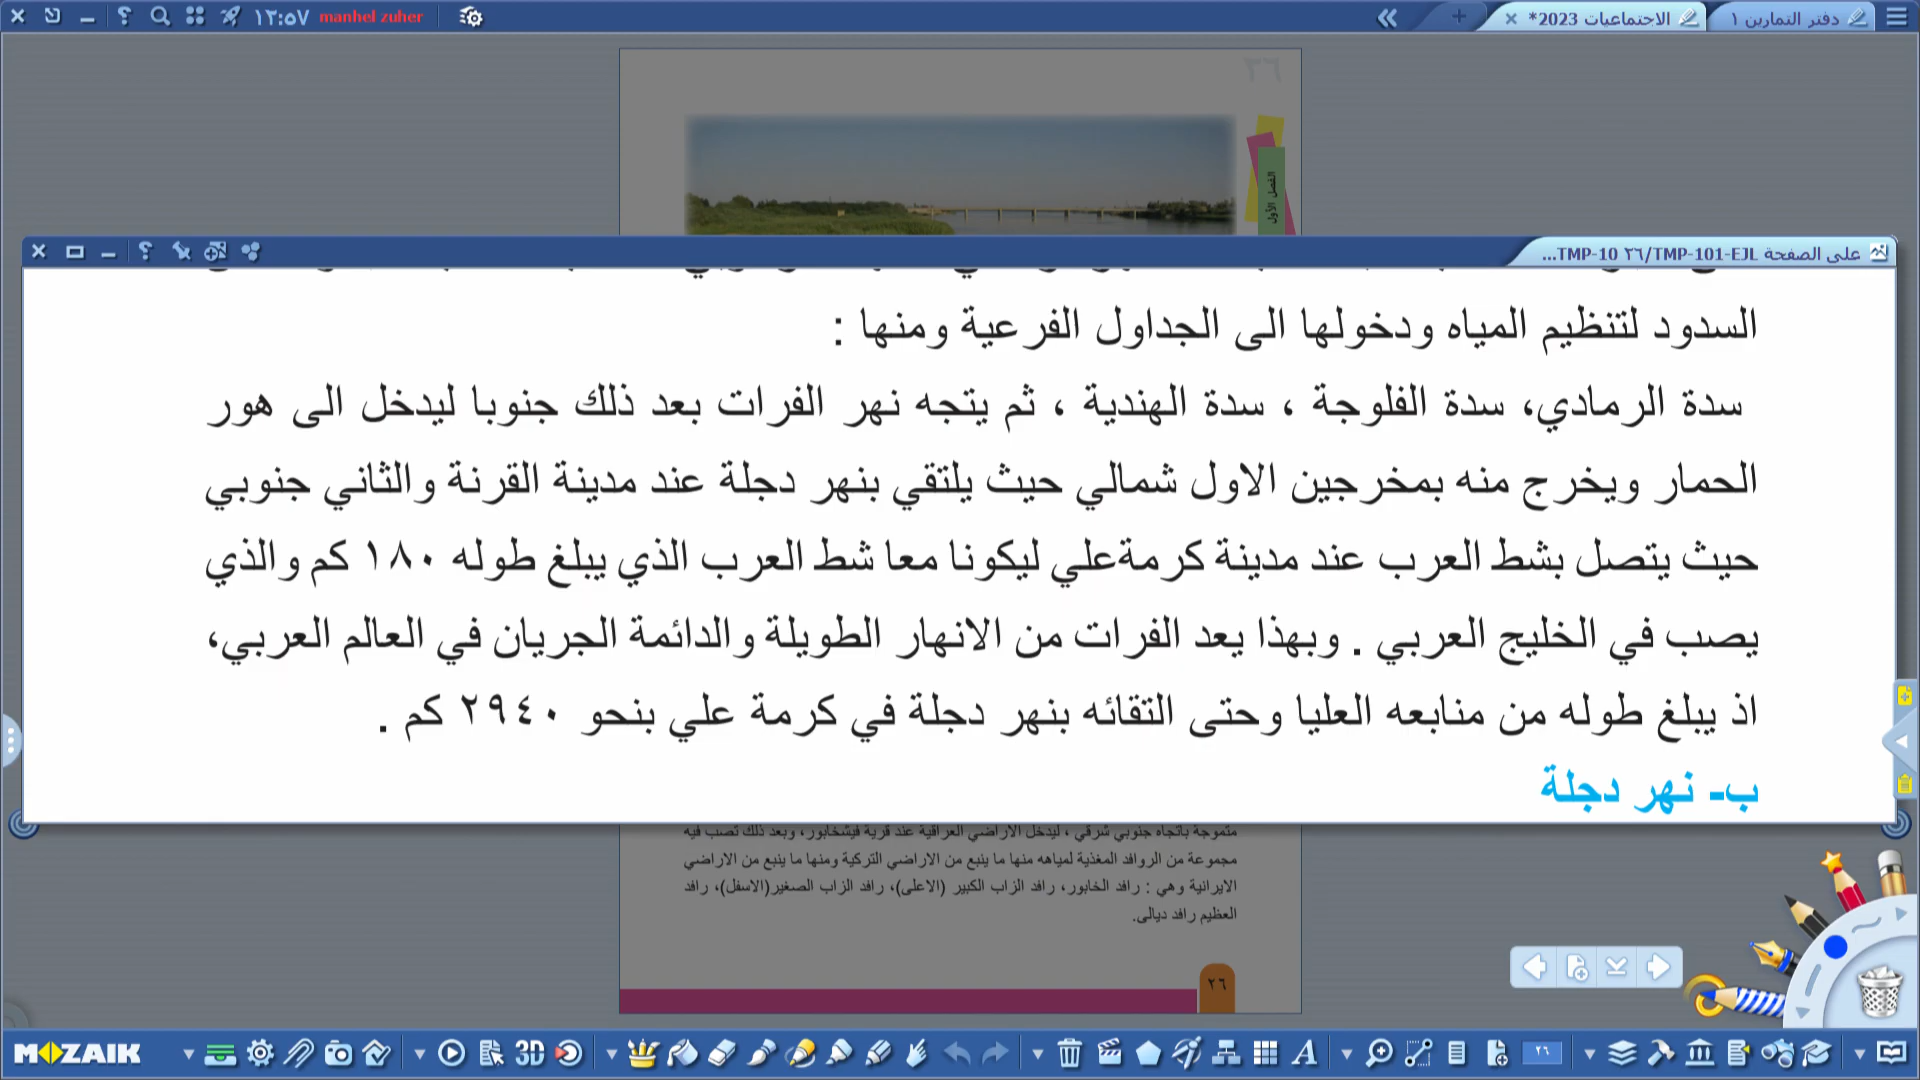 manhel zuher ١٣:٥٧
الاجتماعيات 2023*
دفتر التمارين ١
٢٦
الفصل الأول
على الصفحة ٢٦/TMP-101-EJL TMP-10...
السدود لتنظيم المياه ودخولها الى الجداول الفرعية ومنها :
سدة الرمادي، سدة الفلوجة ، سدة الهندية ، ثم يتجه نهر الفرات بعد ذلك جنوبا ليدخل الى هور
الحمار ويخرج منه بمخرجين الاول شمالي حيث يلتقي بنهر دجلة عند مدينة القرنة والثاني جنوبي
حيث يتصل بشط العرب عند مدينة كرمةعلي ليكونا معا شط العرب الذي يبلغ طوله ١٨٠ كم والذي
يصب في الخليج العربي . وبهذا يعد الفرات من الانهار الطويلة والدائمة الجريان في العالم العربي،
اذ يبلغ طوله من منابعه العليا وحتى التقائه بنهر دجلة في كرمة علي بنحو ٢٩٤٠ كم .
ب- نهر دجلة
متموجة باتجاه جنوبي شرقي ، ليدخل الاراضي العراقية عند قرية فيشخابور، وبعد ذلك تصب فيه
مجموعة من الروافد المغذية لمياهه منها ما ينبع من الاراضي التركية ومنها ما ينبع من الاراضي
الايرانية وهي : رافد الخابور، رافد الزاب الكبير (الاعلى)، رافد الزاب الصغير(الاسفل)، رافد
العظيم رافد ديالى.
٢٦
MOZAIK
3D
٢٦
A